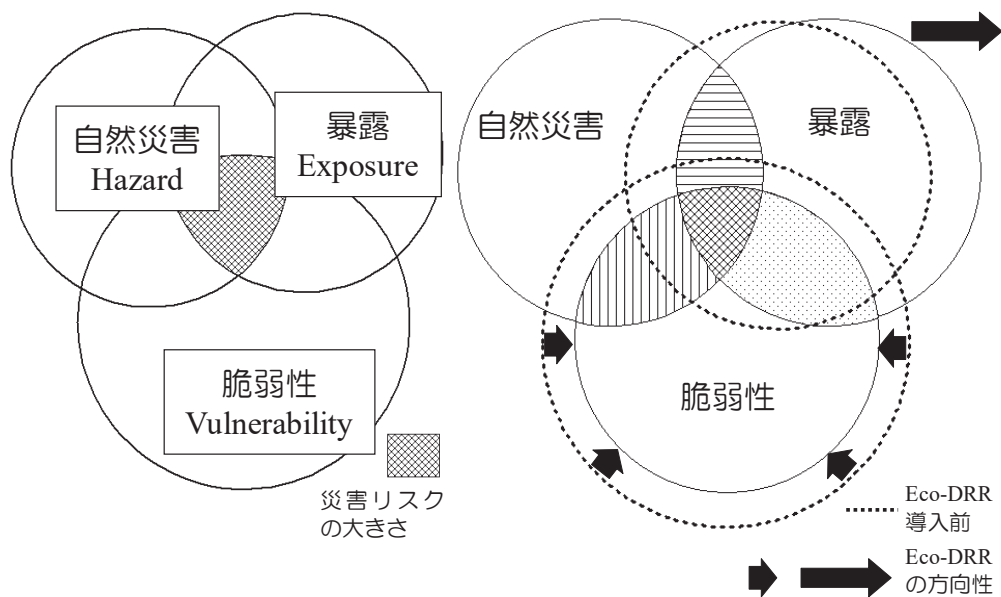 自然災害
Hazard
暴露
Exposure
脆弱性
Vulnerability
災害リスク
の大きさ
自然災害
暴露
脆弱性
Eco-DRR
導入前
Eco-DRR
の方向性